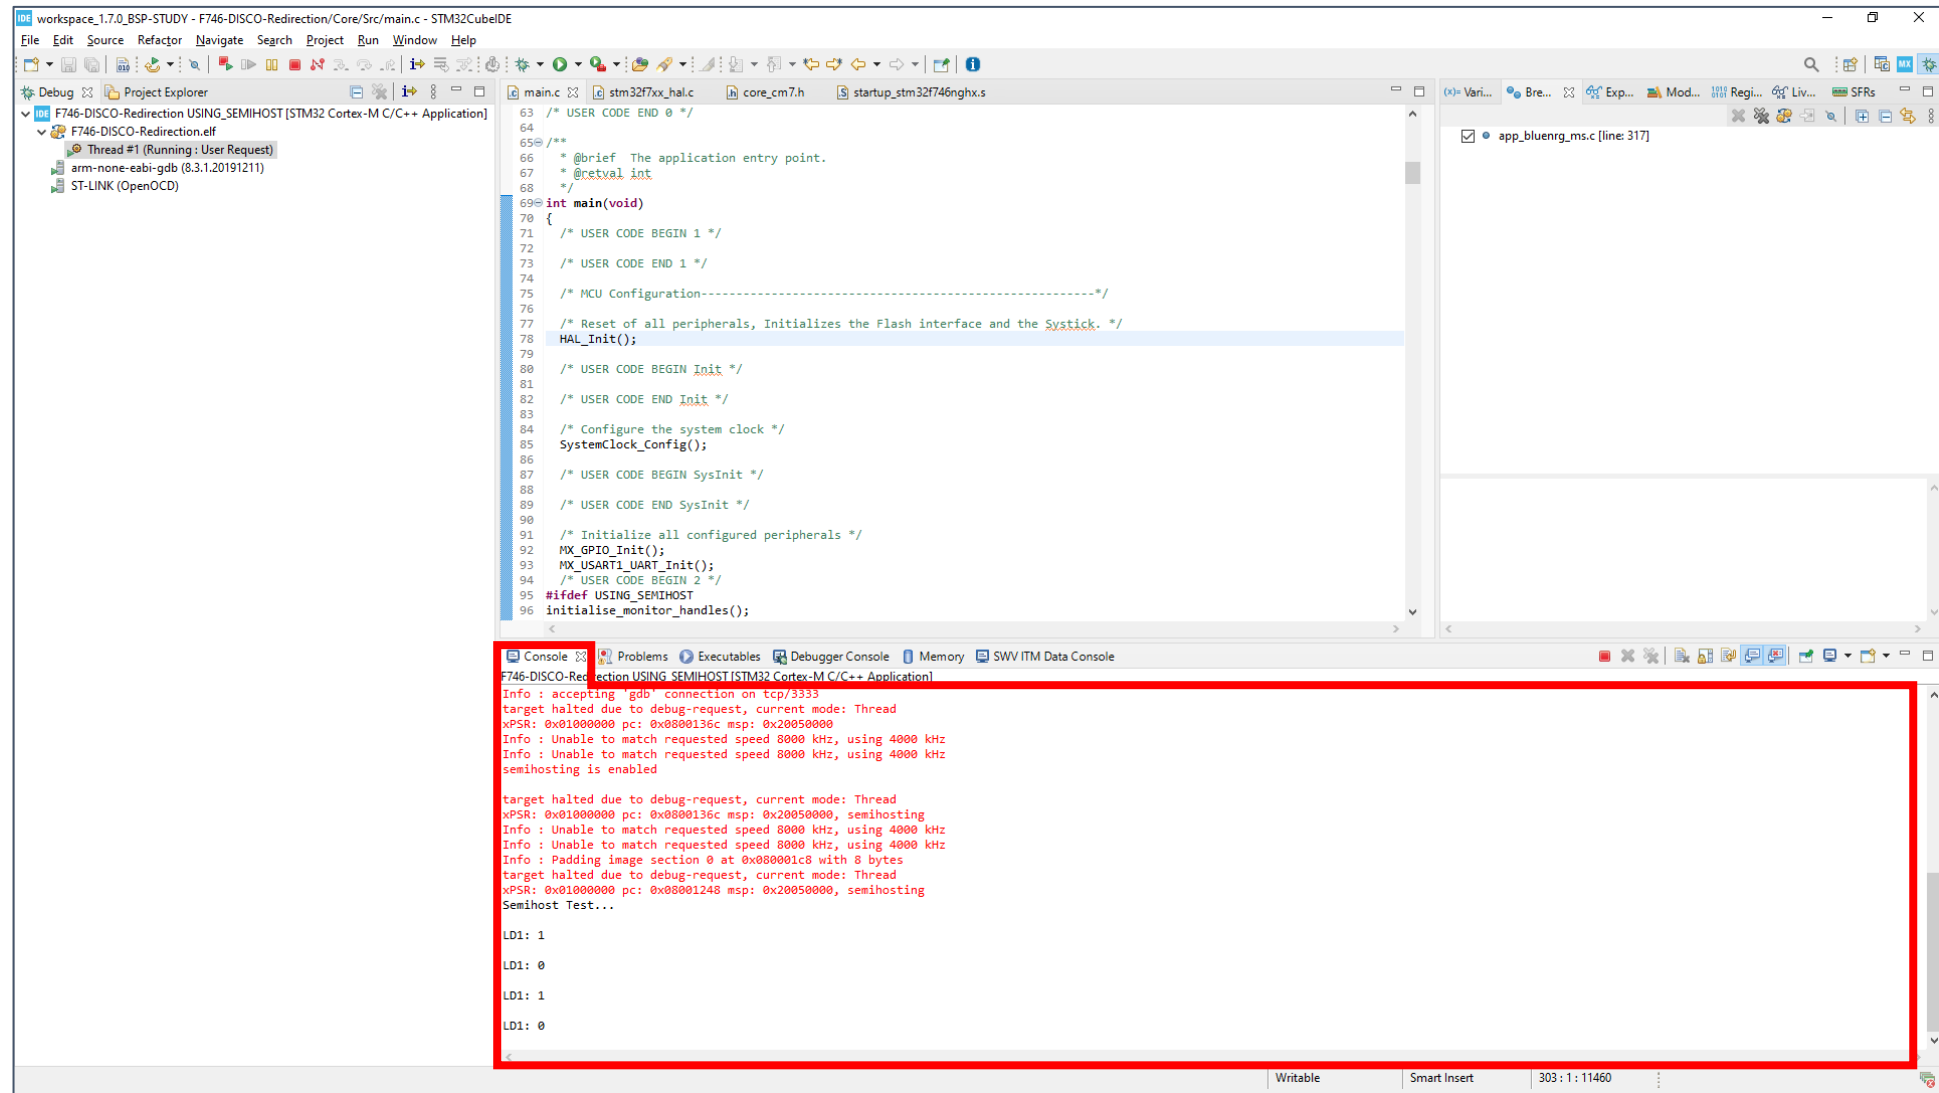 IDE workspace_1.7.0_BSP-STUDY - F746-DISCO-Redirection/Core/Src/main.c - STM32CubeIDE
File Edit Source Refactor Navigate Search Project Run Window Help
Debug Project Explorer
IDE F746-DISCO-Redirection USING_SEMIHOST [STM32 Cortex-M C/C++ Application]
F746-DISCO-Redirection.elf
Thread #1 (Running : User Request)
arm-none-eabi-gdb (8.3.1.20191211)
ST-LINK (OpenOCD)
main.c stm32f7xx_hal.c core_cm7.h startup_stm32f746nghx.s
63 /* USER CODE END 0 */
64
65 /**
66 * @brief  The application entry point.
67 * @retval int
68 */
69 int main(void)
70 {
71 /* USER CODE BEGIN 1 */
72
73 /* USER CODE END 1 */
74
75 /* MCU Configuration--------------------------------------------------------*/
76
77 /* Reset of all peripherals, Initializes the Flash interface and the Systick. */
78 HAL_Init();
79
80 /* USER CODE BEGIN Init */
81
82 /* USER CODE END Init */
83
84 /* Configure the system clock */
85 SystemClock_Config();
86
87 /* USER CODE BEGIN SysInit */
88
89 /* USER CODE END SysInit */
90
91 /* Initialize all configured peripherals */
92 MX_GPIO_Init();
93 MX_USART1_UART_Init();
94 /* USER CODE BEGIN 2 */
95 #ifdef USING_SEMIHOST
96 initialise_monitor_handles();
(x)= Vari... Bre... Exp... Mod... Regi... Liv... SFRs
app_bluenrg_ms.c [line: 317]
Console Problems Executables Debugger Console Memory SWV ITM Data Console
F746-DISCO-Redirection USING_SEMIHOST [STM32 Cortex-M C/C++ Application]
Info : accepting 'gdb' connection on tcp/3333
target halted due to debug-request, current mode: Thread
xPSR: 0x01000000 pc: 0x0800136c msp: 0x20050000
Info : Unable to match requested speed 8000 kHz, using 4000 kHz
Info : Unable to match requested speed 8000 kHz, using 4000 kHz
semihosting is enabled
target halted due to debug-request, current mode: Thread
xPSR: 0x01000000 pc: 0x0800136c msp: 0x20050000, semihosting
Info : Unable to match requested speed 8000 kHz, using 4000 kHz
Info : Unable to match requested speed 8000 kHz, using 4000 kHz
Info : Padding image section 0 at 0x080001c8 with 8 bytes
target halted due to debug-request, current mode: Thread
xPSR: 0x01000000 pc: 0x08001248 msp: 0x20050000, semihosting
Semihost Test...
LD1: 1
LD1: 0
LD1: 1
LD1: 0
Writable Smart Insert 303 : 1 : 11460